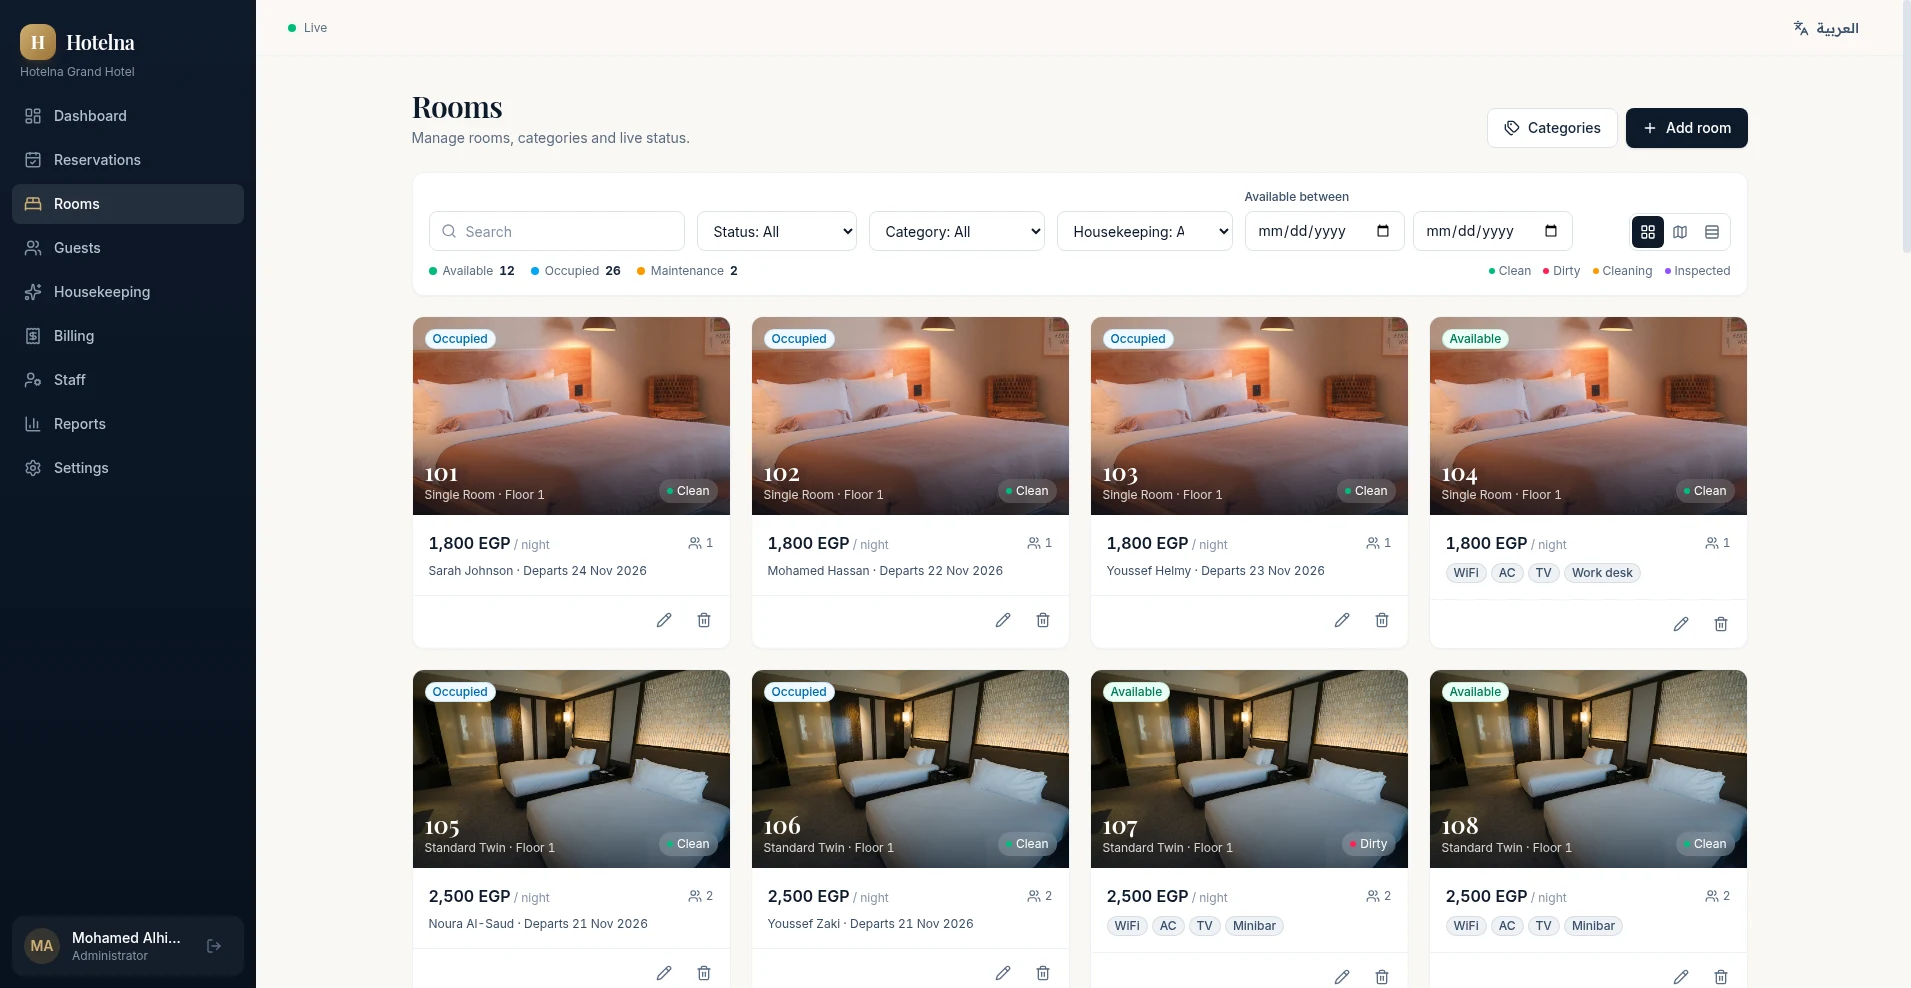 H Hotelna
Hotelna Grand Hotel
Dashboard
Reservations
Rooms
Guests
Housekeeping
Billing
Staff
Reports
Settings
MA
Mohamed Alhi...
Administrator
Live
العربية
Rooms
Manage rooms, categories and live status.
Categories
Add room
Available between
Search
Status: All
Category: All
Housekeeping: A
mm/dd/yyyy
mm/dd/yyyy
Available 12 Occupied 26 Maintenance 2
Clean Dirty Cleaning Inspected
Occupied
101
Single Room · Floor 1
Clean
1,800 EGP / night
1
Sarah Johnson · Departs 24 Nov 2026
Occupied
102
Single Room · Floor 1
Clean
1,800 EGP / night
1
Mohamed Hassan · Departs 22 Nov 2026
Occupied
103
Single Room · Floor 1
Clean
1,800 EGP / night
1
Youssef Helmy · Departs 23 Nov 2026
Available
104
Single Room · Floor 1
Clean
1,800 EGP / night
1
WiFi AC TV Work desk
Occupied
105
Standard Twin · Floor 1
Clean
2,500 EGP / night
2
Noura Al-Saud · Departs 21 Nov 2026
Occupied
106
Standard Twin · Floor 1
Clean
2,500 EGP / night
2
Youssef Zaki · Departs 21 Nov 2026
Available
107
Standard Twin · Floor 1
Dirty
2,500 EGP / night
2
WiFi AC TV Minibar
Available
108
Standard Twin · Floor 1
Clean
2,500 EGP / night
2
WiFi AC TV Minibar